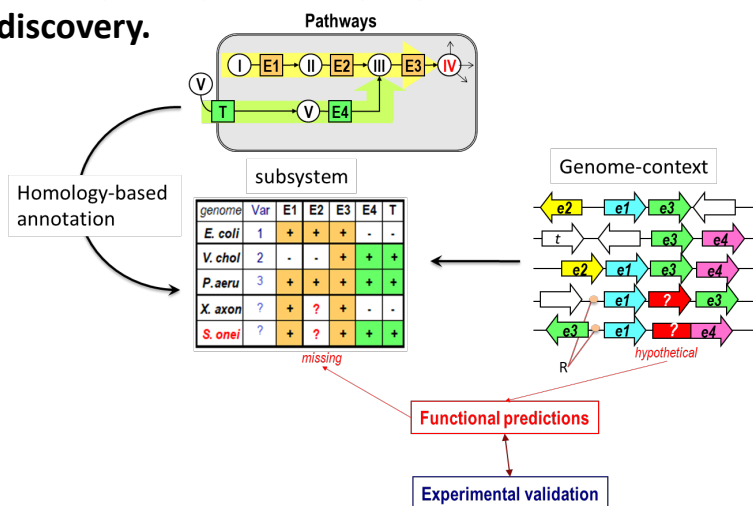 discovery.
Pathways
I E1 II E2 III E3 IV
V
T V E4
Homology-based
annotation
subsystem
Genome-context
genome Var E1 E2 E3 E4 T
E. coli 1 + + + - -
V. chol 2 - - + + +
P.aeru 3 + + + + +
X. axon ? + ? + - -
S. onei ? + ? + + +
missing
e2 e1 e3
t e3 e4
e2 e1 e3 e4
e1 ? e3
e3 e1 ? e4
R
hypothetical
Functional predictions
Experimental validation